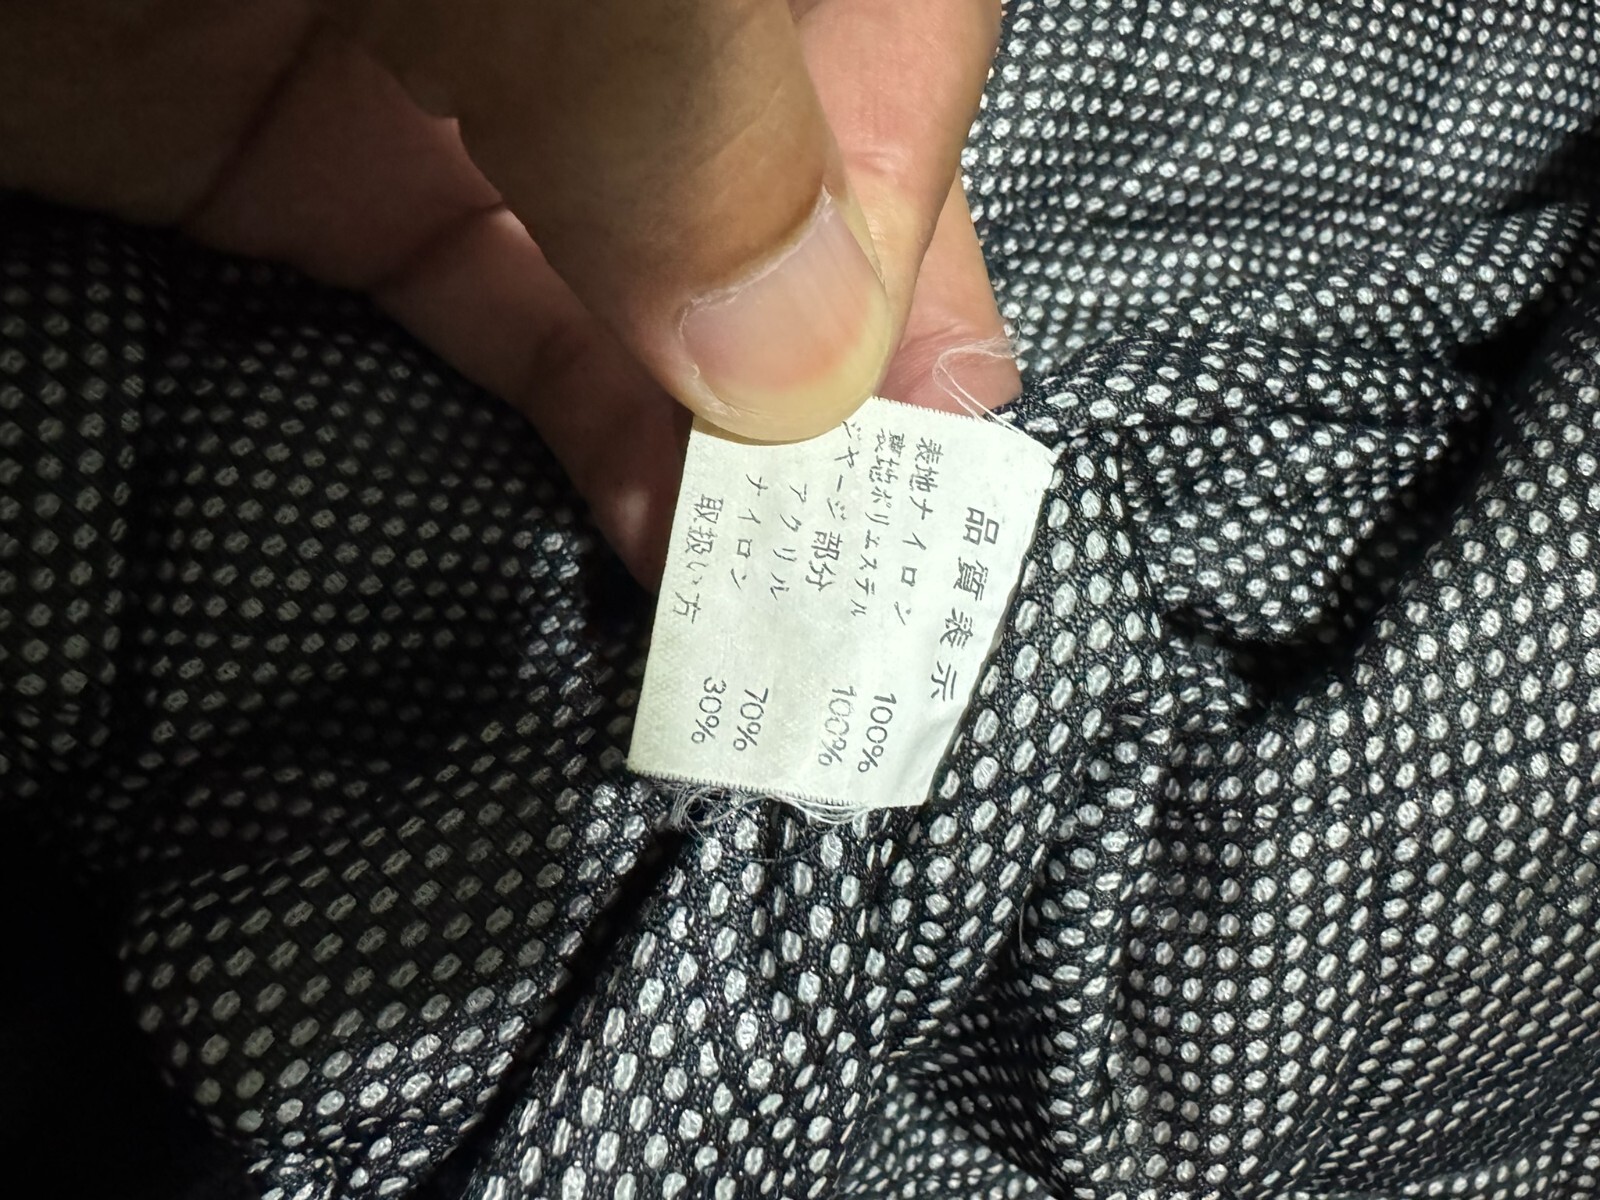 品質表示
表地ナイロン 100%
裏地ポリエステル 100%
ジャージ部分
アクリル 70%
ナイロン 30%
取扱い方